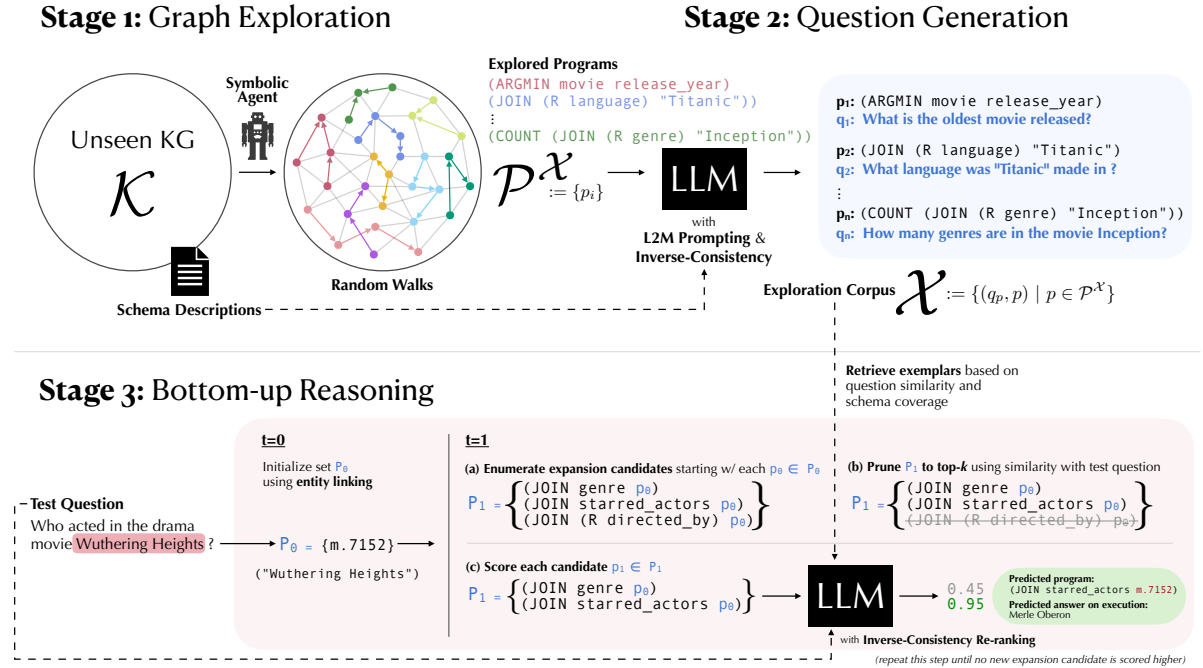 Stage 1: Graph Exploration
Stage 2: Question Generation
Unseen KG
𝒦
Symbolic
Agent
Schema Descriptions
Random Walks
Explored Programs
(ARGMIN movie release_year)
(JOIN (R language) "Titanic"))
⋮
(COUNT (JOIN (R genre) "Inception"))
𝒫^𝒳 := {pᵢ}
LLM
with
L2M Prompting &
Inverse-Consistency
p₁: (ARGMIN movie release_year)
q₁: What is the oldest movie released?
p₂: (JOIN (R language) "Titanic")
q₂: What language was "Titanic" made in ?
⋮
pₙ: (COUNT (JOIN (R genre) "Inception"))
qₙ: How many genres are in the movie Inception?
Exploration Corpus 𝒳 := {(q_p, p) | p ∈ 𝒫^𝒳}
Retrieve exemplars based on
question similarity and
schema coverage
Stage 3: Bottom-up Reasoning
Test Question
Who acted in the drama
movie Wuthering Heights ?
t=0
Initialize set P₀
using entity linking
P₀ = {m.7152}
("Wuthering Heights")
t=1
(a) Enumerate expansion candidates starting w/ each p₀ ∈ P₀
P₁ = {(JOIN genre p₀)
(JOIN starred_actors p₀)
(JOIN (R directed_by) p₀)}
(b) Prune P₁ to top-k using similarity with test question
P₁ = {(JOIN genre p₀)
(JOIN starred_actors p₀)
(JOIN (R directed_by) p₀)}
(c) Score each candidate p₁ ∈ P₁
P₁ = {(JOIN genre p₀)
(JOIN starred_actors p₀)}
LLM
with Inverse-Consistency Re-ranking
0.45
0.95
Predicted program:
(JOIN starred_actors m.7152)
Predicted answer on execution:
Merle Oberon
(repeat this step until no new expansion candidate is scored higher)